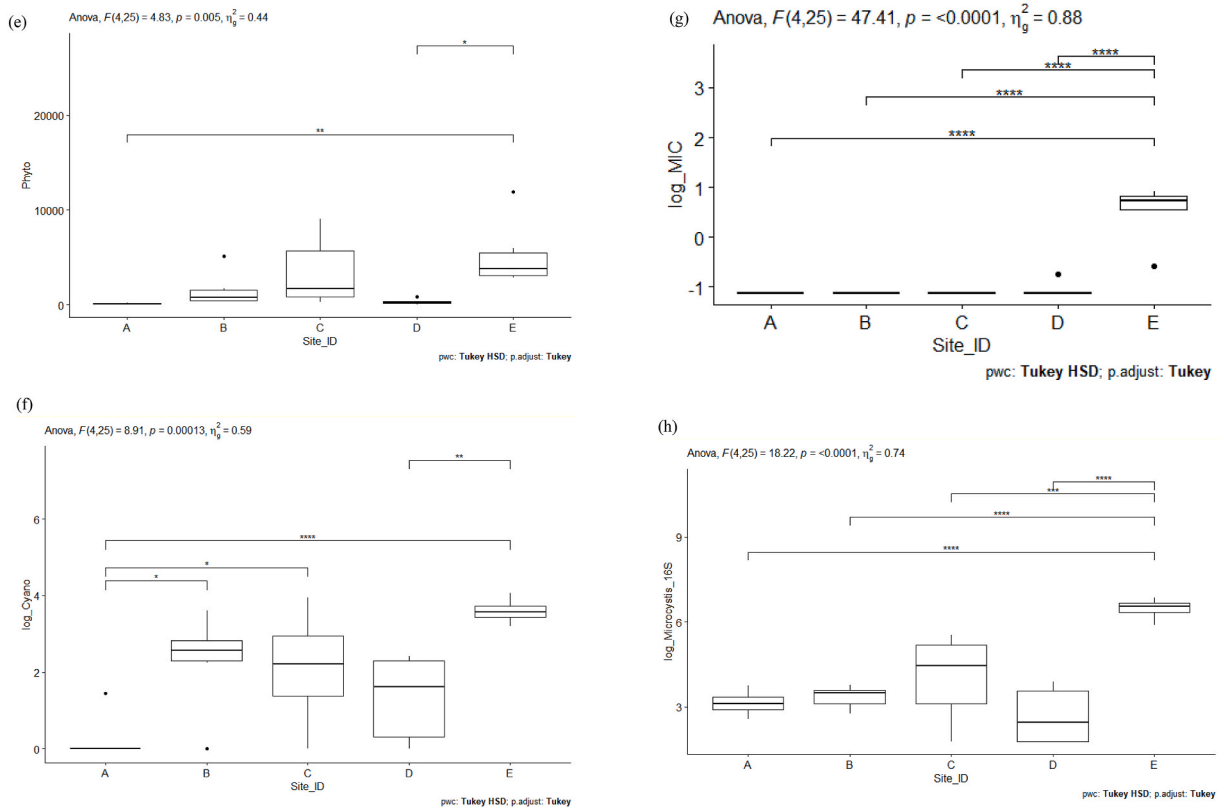 (e)
Anova, F(4,25) = 4.83, p = 0.005, η²g = 0.44
*
**
20000
10000
0
Phyto
A B C D E
Site_ID
pwc: Tukey HSD; p.adjust: Tukey
(g)
Anova, F(4,25) = 47.41, p = <0.0001, η²g = 0.88
****
****
****
****
3
2
1
0
-1
log_MIC
A B C D E
Site_ID
pwc: Tukey HSD; p.adjust: Tukey
(f)
Anova, F(4,25) = 8.91, p = 0.00013, η²g = 0.59
**
****
*
*
6
4
2
0
log_Cyano
A B C D E
Site_ID
pwc: Tukey HSD; p.adjust: Tukey
(h)
Anova, F(4,25) = 18.22, p = <0.0001, η²g = 0.74
****
***
****
****
9
6
3
log_Microcystis_16S
A B C D E
Site_ID
pwc: Tukey HSD; p.adjust: Tukey